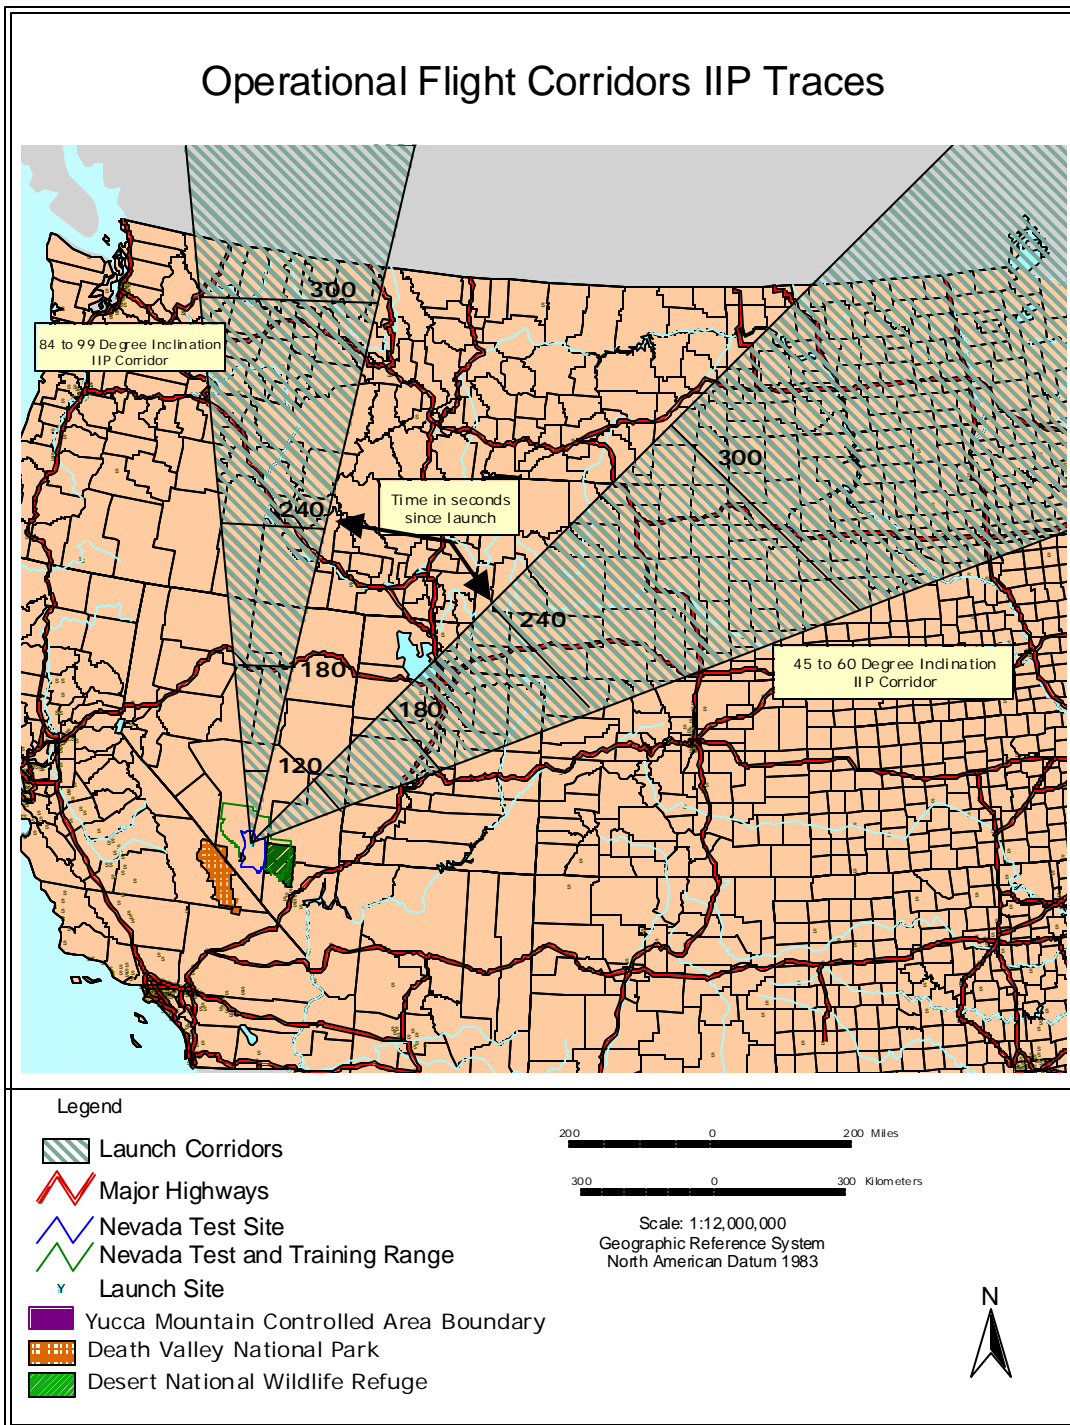 Operational Flight Corridors IIP Traces
300
84 to 99 Degree Inclination
IIP Corridor
300
Time in seconds
since launch
240
240
45 to 60 Degree Inclination
IIP Corridor
180
180
120
Legend
Launch Corridors
Major Highways
Nevada Test Site
Nevada Test and Training Range
Launch Site
Yucca Mountain Controlled Area Boundary
Death Valley National Park
Desert National Wildlife Refuge
200 0 200 Miles
300 0 300 Kilometers
Scale: 1:12,000,000
Geographic Reference System
North American Datum 1983
N